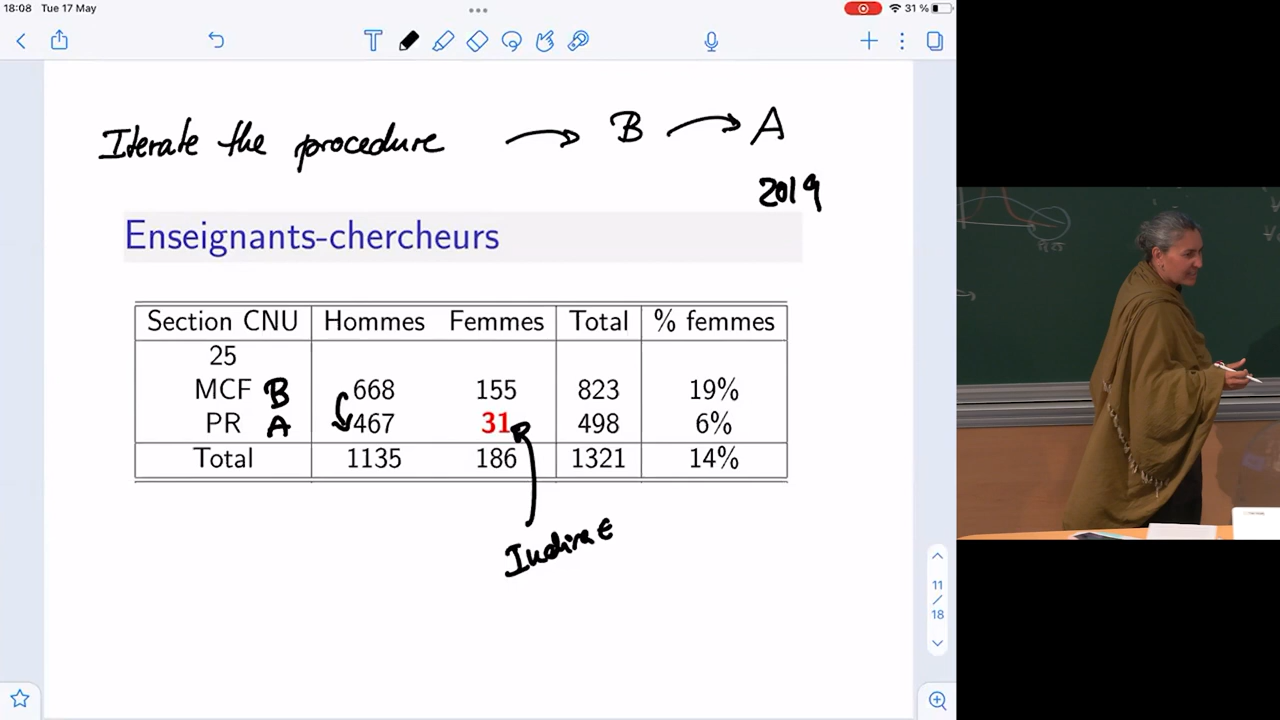 18:08 Tue 17 May
31 %
Iterate the procedure → B → A
2019
Enseignants-chercheurs
Section CNU Hommes Femmes Total % femmes
25
MCF B 668 155 823 19%
PR A 467 31 498 6%
Total 1135 186 1321 14%
Indira ∈
11
/
18